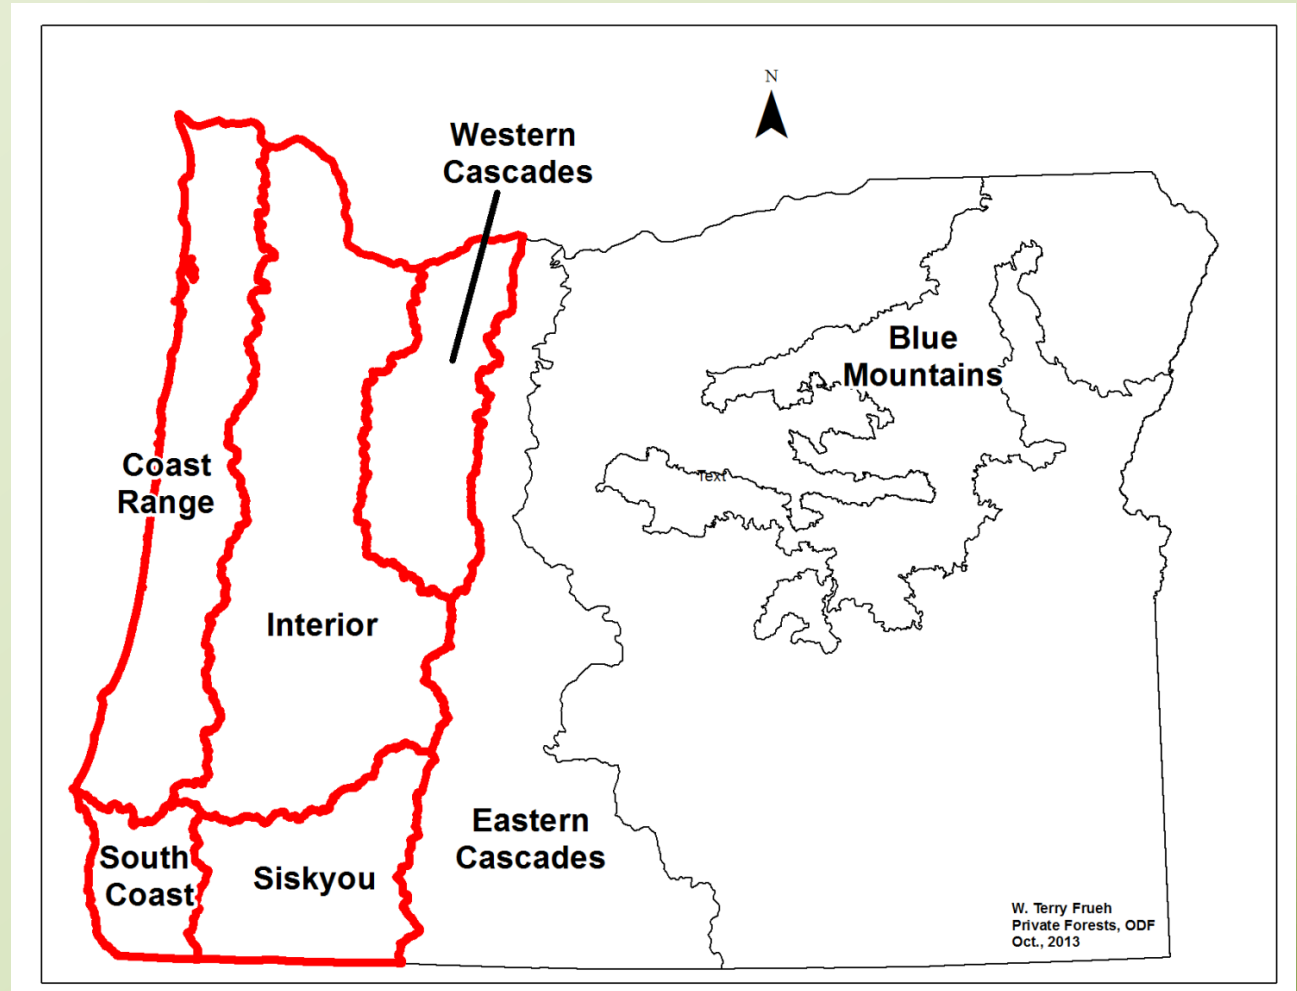 N
Western
Cascades
Blue
Mountains
Coast
Range
Text
Interior
Eastern
Cascades
South
Coast
Siskyou
W. Terry Frueh
Private Forests, ODF
Oct., 2013